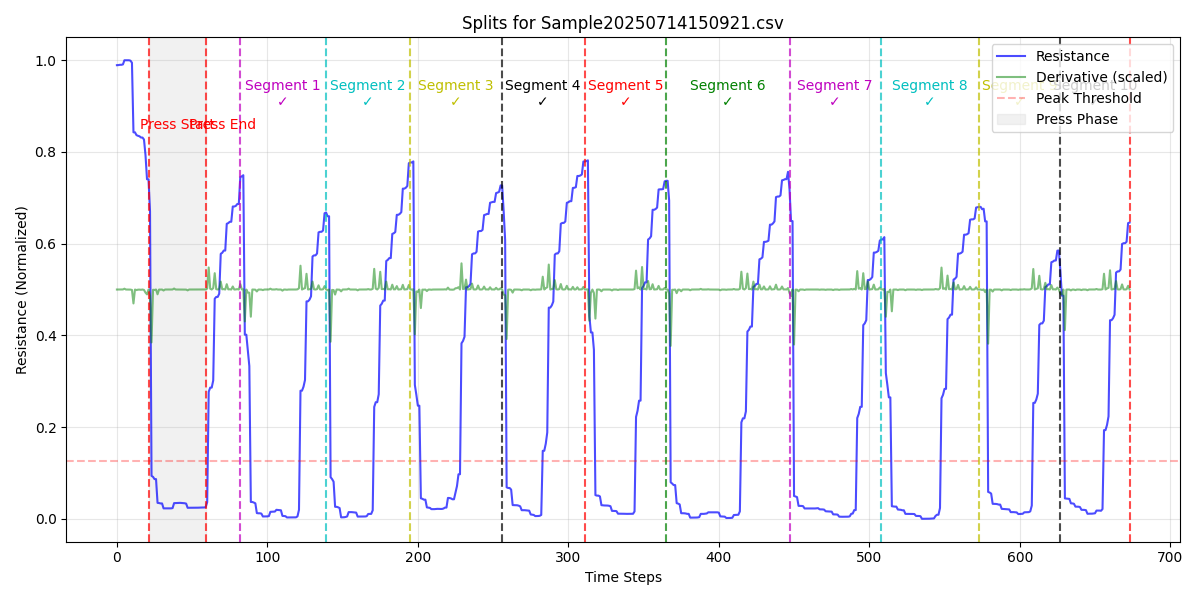 Splits for Sample20250714150921.csv
Resistance (Normalized)
1.0
0.8
0.6
0.4
0.2
0.0
Press Start
Press End
Segment 1
✓
Segment 2
✓
Segment 3
✓
Segment 4
✓
Segment 5
✓
Segment 6
✓
Segment 7
✓
Segment 8
✓
Segment 9
Segment 10
Resistance
Derivative (scaled)
Peak Threshold
Press Phase
0
100
200
300
400
500
600
700
Time Steps